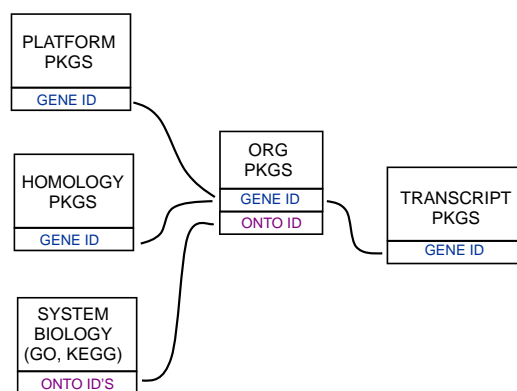 PLATFORM
PKGS
GENE ID
HOMOLOGY
PKGS
GENE ID
SYSTEM
BIOLOGY
(GO, KEGG)
ONTO ID'S
ORG
PKGS
GENE ID
ONTO ID
TRANSCRIPT
PKGS
GENE ID